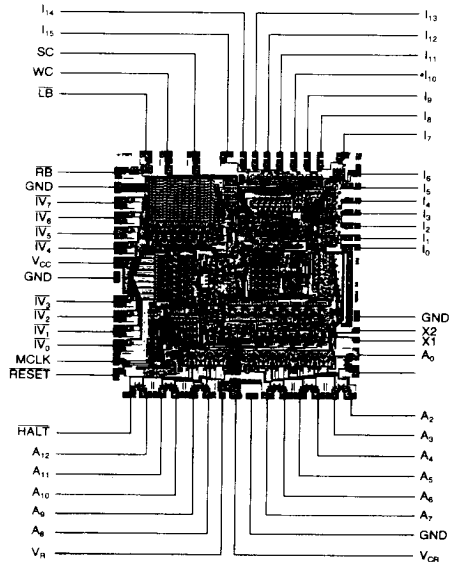 I14
I15
SC
WC
LB
RB
GND
IV7
IV6
IV5
IV4
VCC
GND
IV3
IV2
IV1
IV0
MCLK
RESET
HALT
A12
A11
A10
A9
A8
VR
I13
I12
I11
I10
I9
I8
I7
I6
I5
I4
I3
I2
I1
I0
GND
X2
X1
A0
A2
A3
A4
A5
A6
A7
GND
VCR